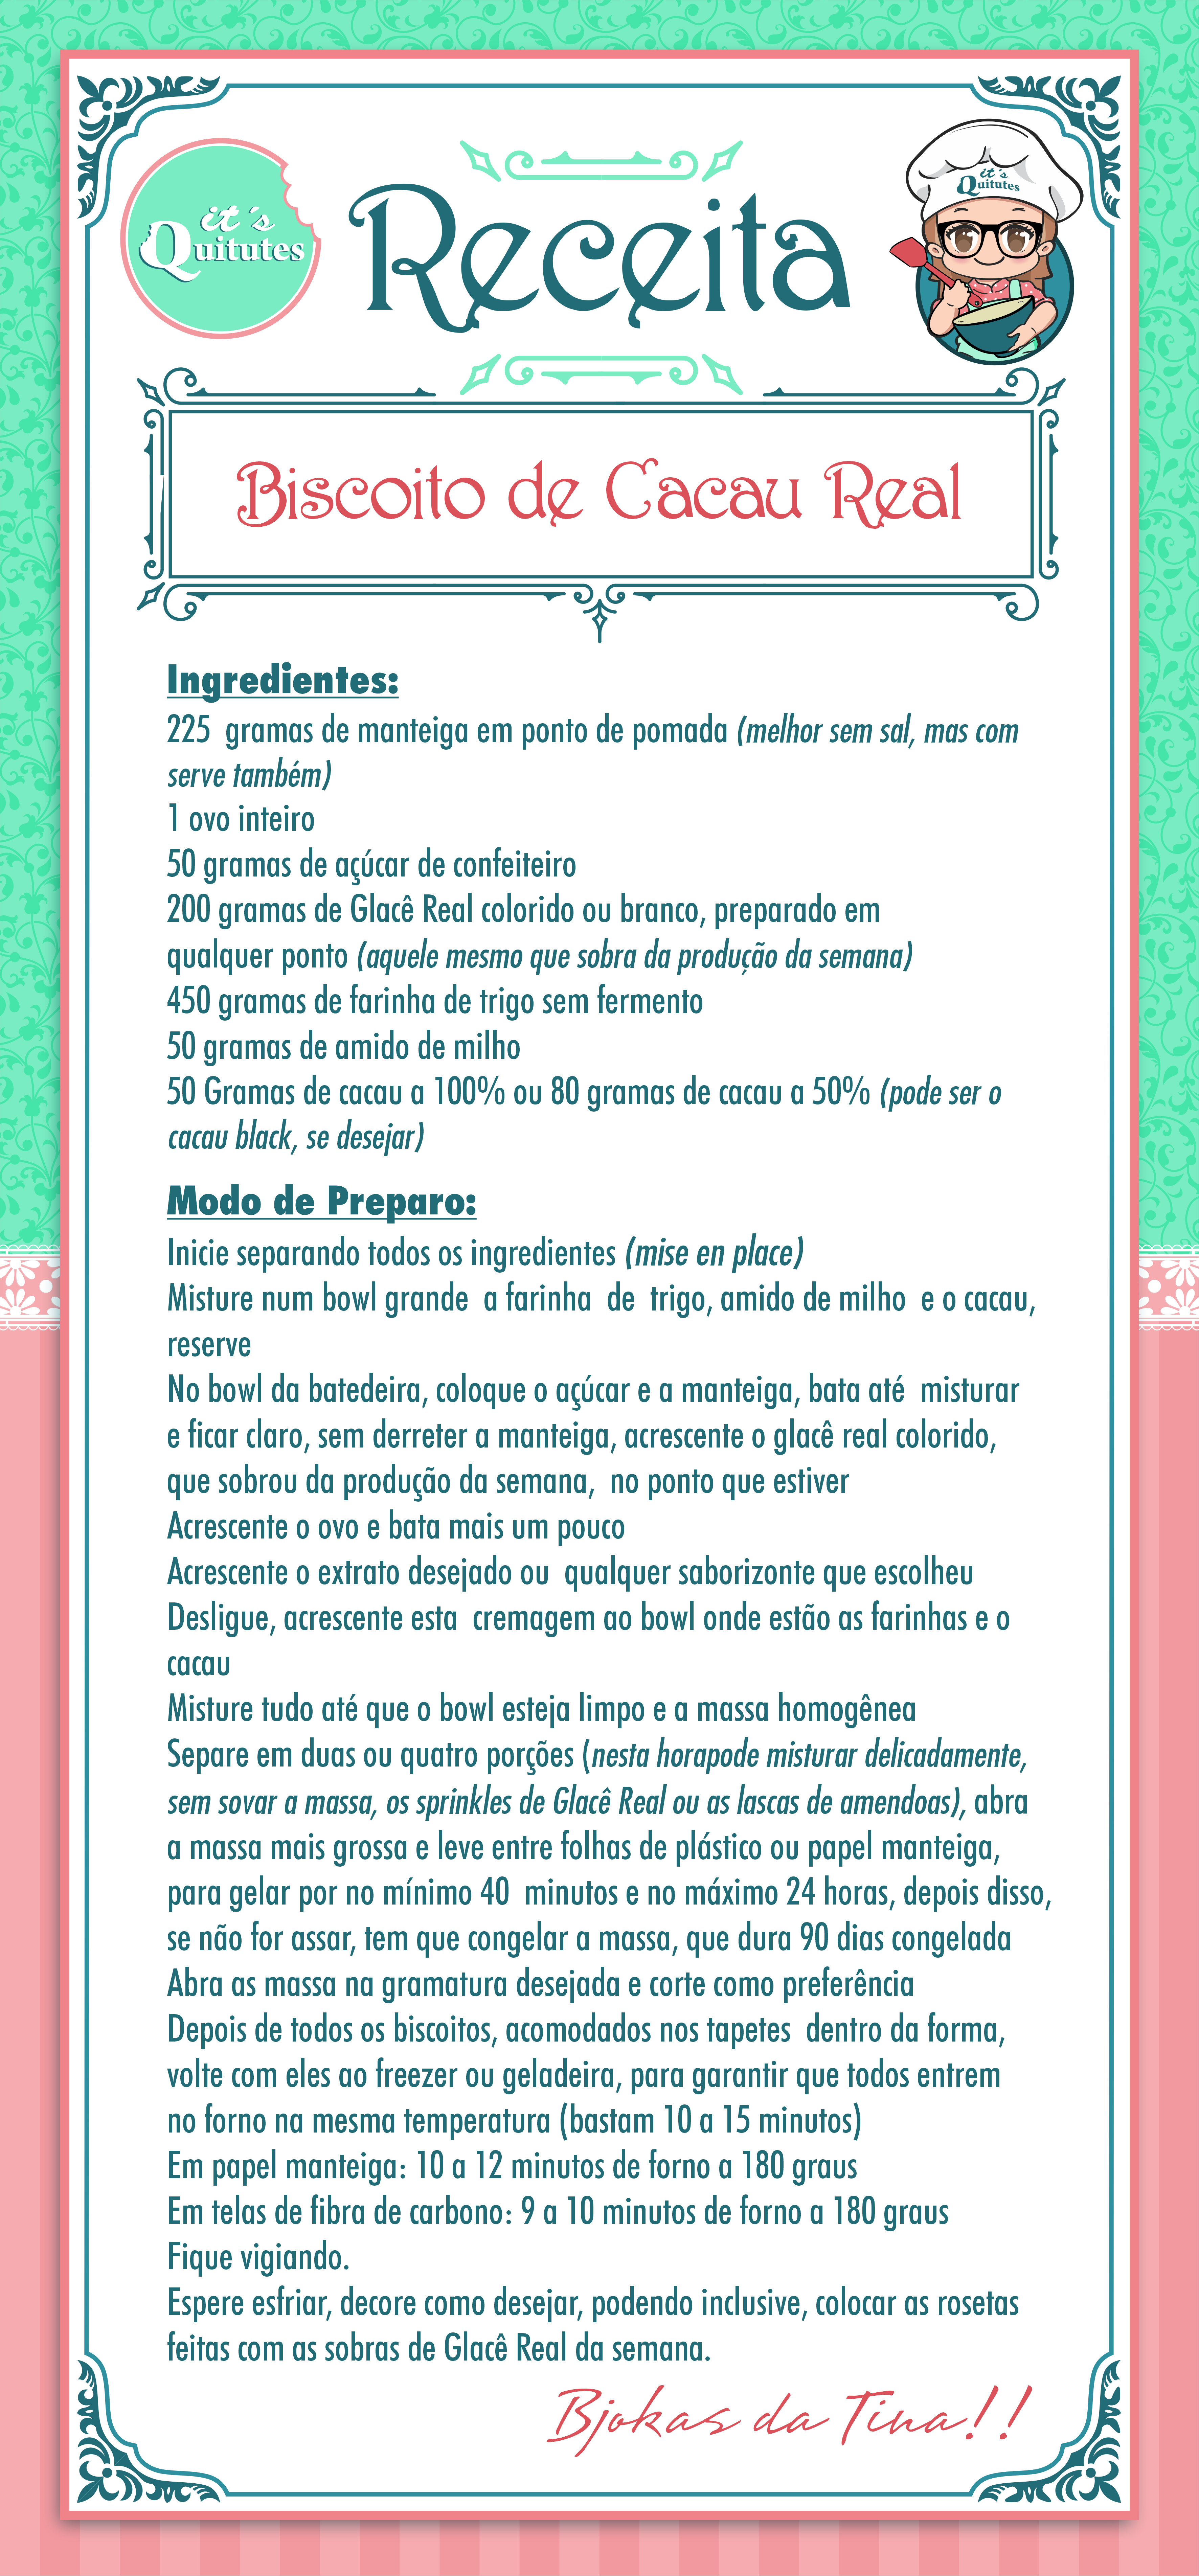 it's
Quitutes
Receita
it's
Quitutes
Biscoito de Cacau Real
Ingredientes:
225 gramas de manteiga em ponto de pomada (melhor sem sal, mas com
serve também)
1 ovo inteiro
50 gramas de açúcar de confeiteiro
200 gramas de Glacê Real colorido ou branco, preparado em
qualquer ponto (aquele mesmo que sobra da produção da semana)
450 gramas de farinha de trigo sem fermento
50 gramas de amido de milho
50 Gramas de cacau a 100% ou 80 gramas de cacau a 50% (pode ser o
cacau black, se desejar)
Modo de Preparo:
Inicie separando todos os ingredientes (mise en place)
Misture num bowl grande a farinha de trigo, amido de milho e o cacau,
reserve
No bowl da batedeira, coloque o açúcar e a manteiga, bata até misturar
e ficar claro, sem derreter a manteiga, acrescente o glacê real colorido,
que sobrou da produção da semana, no ponto que estiver
Acrescente o ovo e bata mais um pouco
Acrescente o extrato desejado ou qualquer saborizonte que escolheu
Desligue, acrescente esta cremagem ao bowl onde estão as farinhas e o
cacau
Misture tudo até que o bowl esteja limpo e a massa homogênea
Separe em duas ou quatro porções (nesta horapode misturar delicadamente,
sem sovar a massa, os sprinkles de Glacê Real ou as lascas de amendoas), abra
a massa mais grossa e leve entre folhas de plástico ou papel manteiga,
para gelar por no mínimo 40 minutos e no máximo 24 horas, depois disso,
se não for assar, tem que congelar a massa, que dura 90 dias congelada
Abra as massa na gramatura desejada e corte como preferência
Depois de todos os biscoitos, acomodados nos tapetes dentro da forma,
volte com eles ao freezer ou geladeira, para garantir que todos entrem
no forno na mesma temperatura (bastam 10 a 15 minutos)
Em papel manteiga: 10 a 12 minutos de forno a 180 graus
Em telas de fibra de carbono: 9 a 10 minutos de forno a 180 graus
Fique vigiando.
Espere esfriar, decore como desejar, podendo inclusive, colocar as rosetas
feitas com as sobras de Glacê Real da semana.
Bjokas da Tina!!